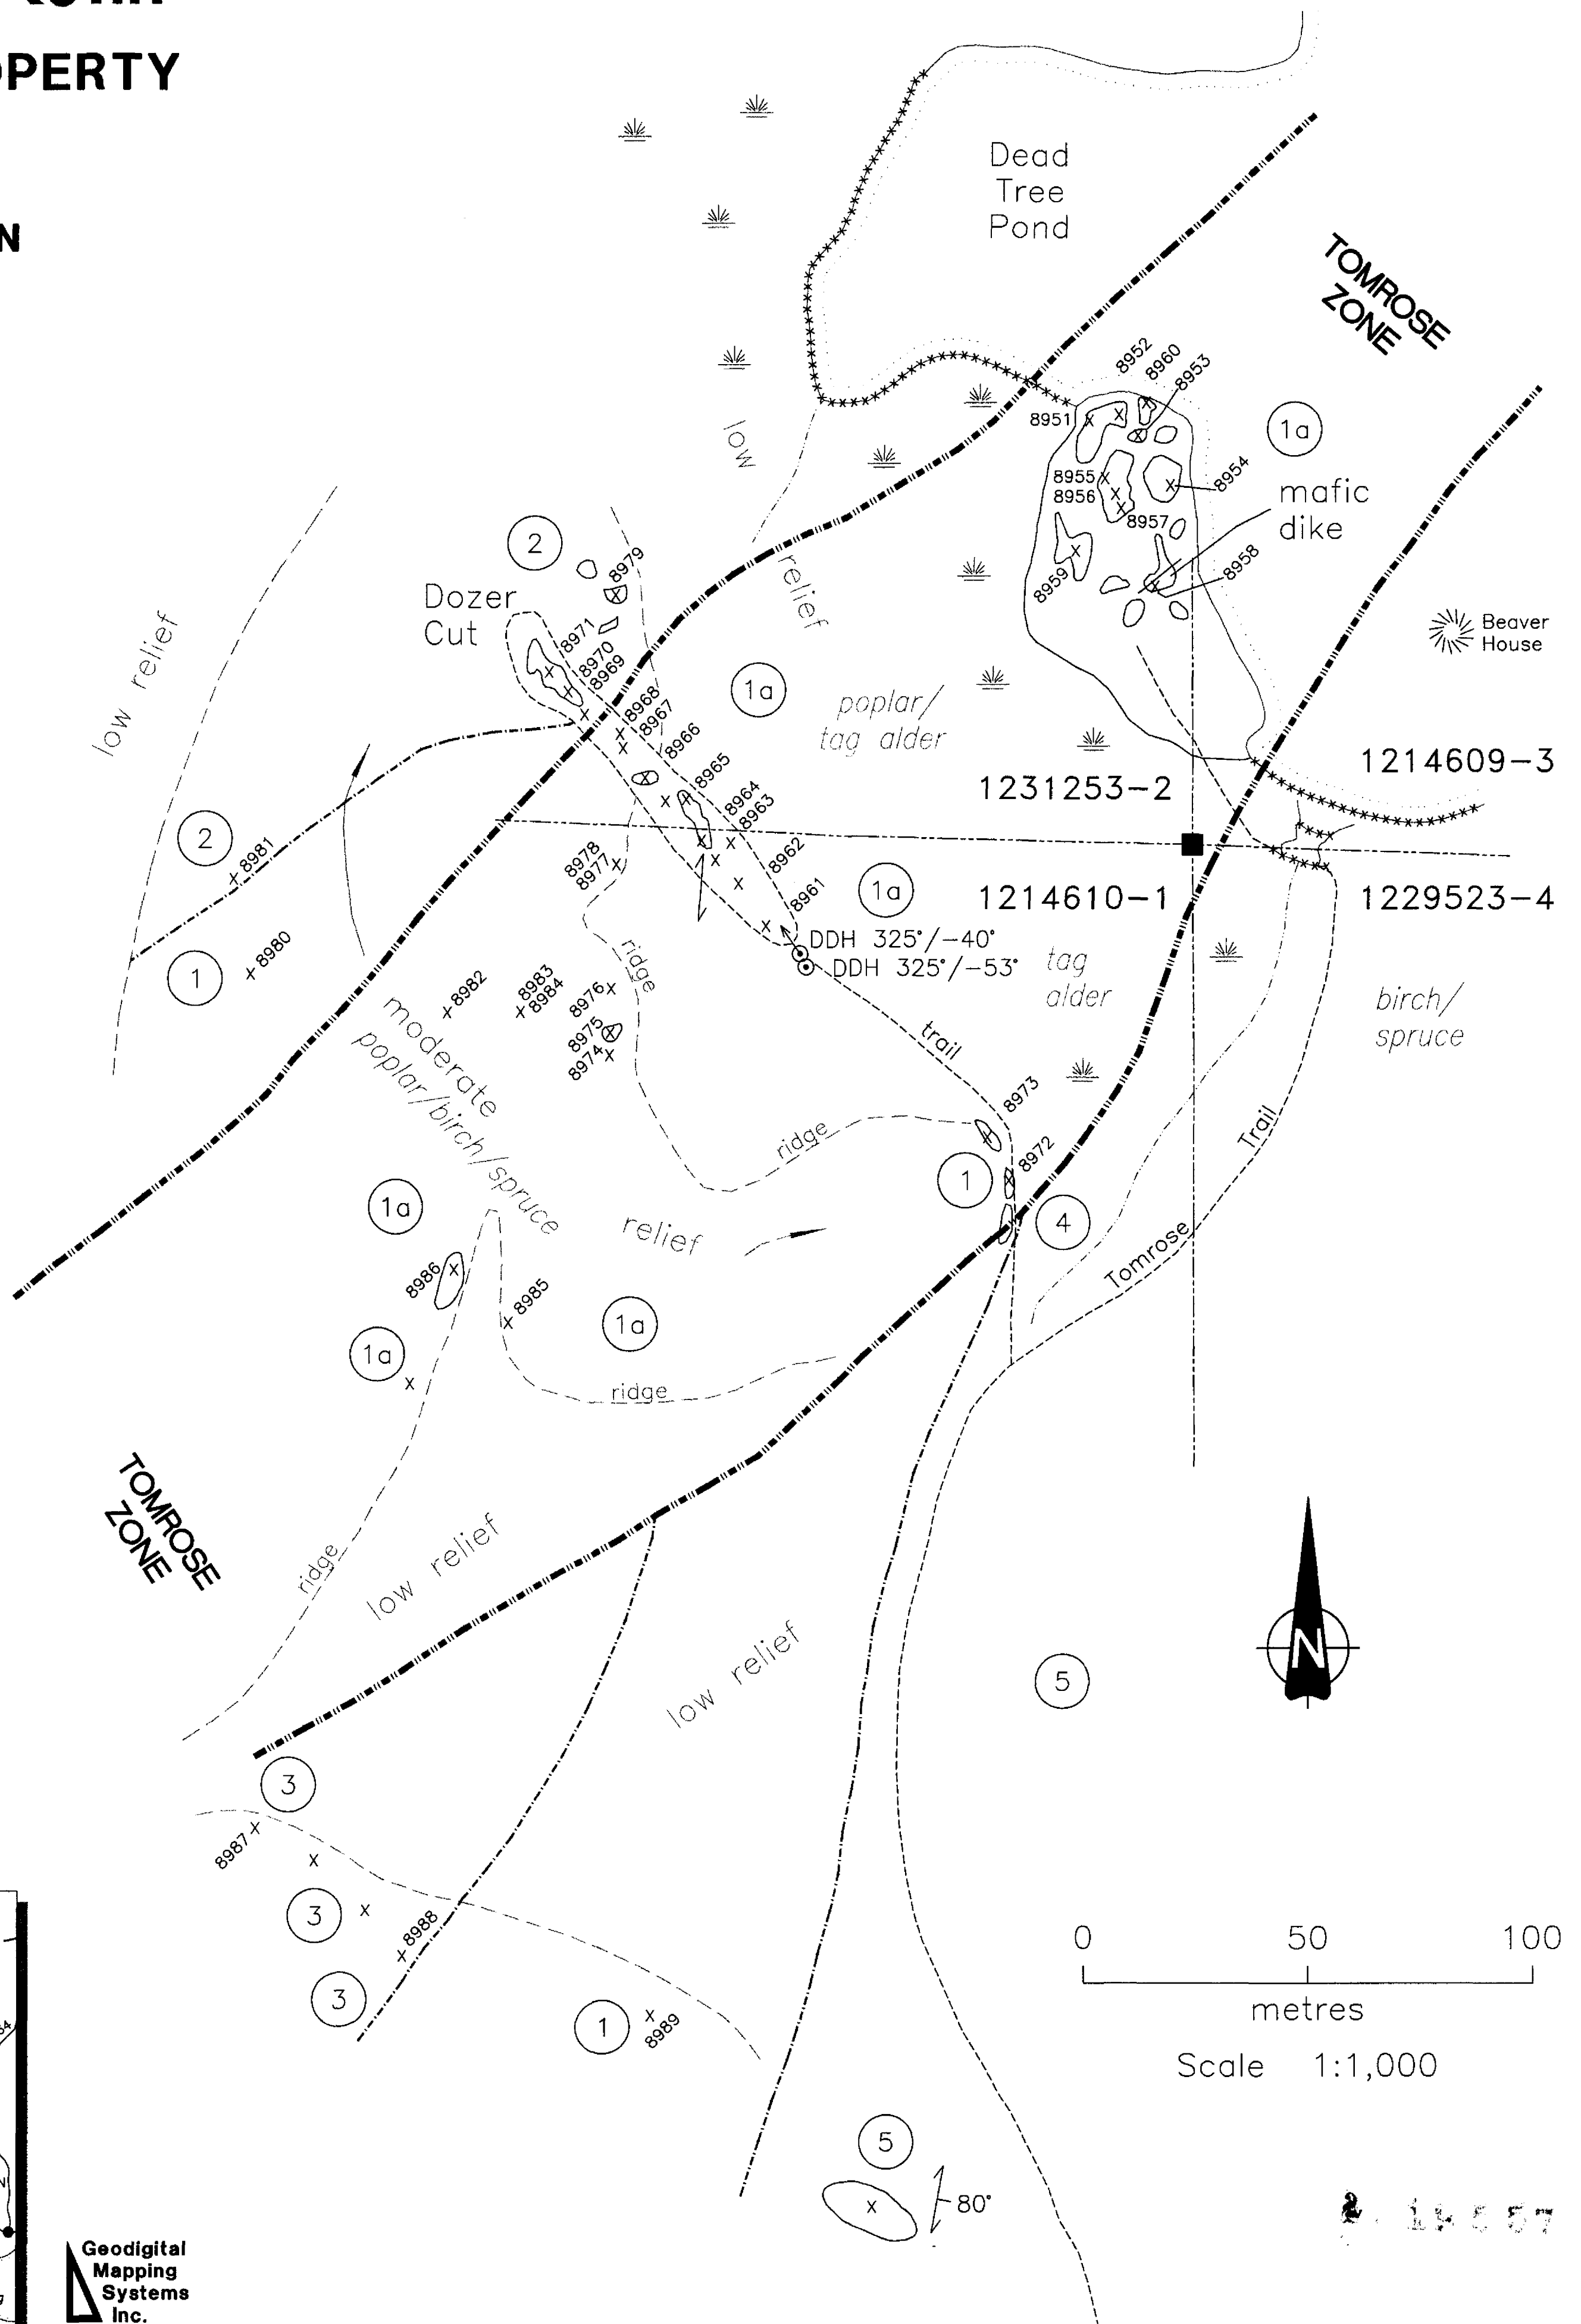 OPERTY
N
Dead
Tree
Pond
TOMROSE
ZONE
8952
8960
8953
8951
1a
low
8955
8956
8954
mafic
dike
8957
8958
8959
2
8979
relief
Dozer
Cut
Beaver
House
8971
8970
8969
low relief
1a
8968
8967
8966
poplar/
tag alder
8965
1231253-2
1214609-3
8964
8963
2
8981
8978
8977
8962
1a
8961
1214610-1
1229523-4
DDH 325°/-40°
DDH 325°/-53°
1
8980
ridge
tag
alder
8982
8983
8984
8976
8975
8974
birch/
spruce
moderate
poplar/birch/spruce
trail
8973
ridge
Trail
8972
1
1a
relief
4
Tomrose
8986
8985
1a
1a
ridge
TOMROSE
ZONE
ridge
low relief
low relief
N
5
3
8987
3
8988
0 50 100
metres
3
1
8989
Scale 1:1,000
5
80°
Geodigital
Mapping
Systems
Inc.